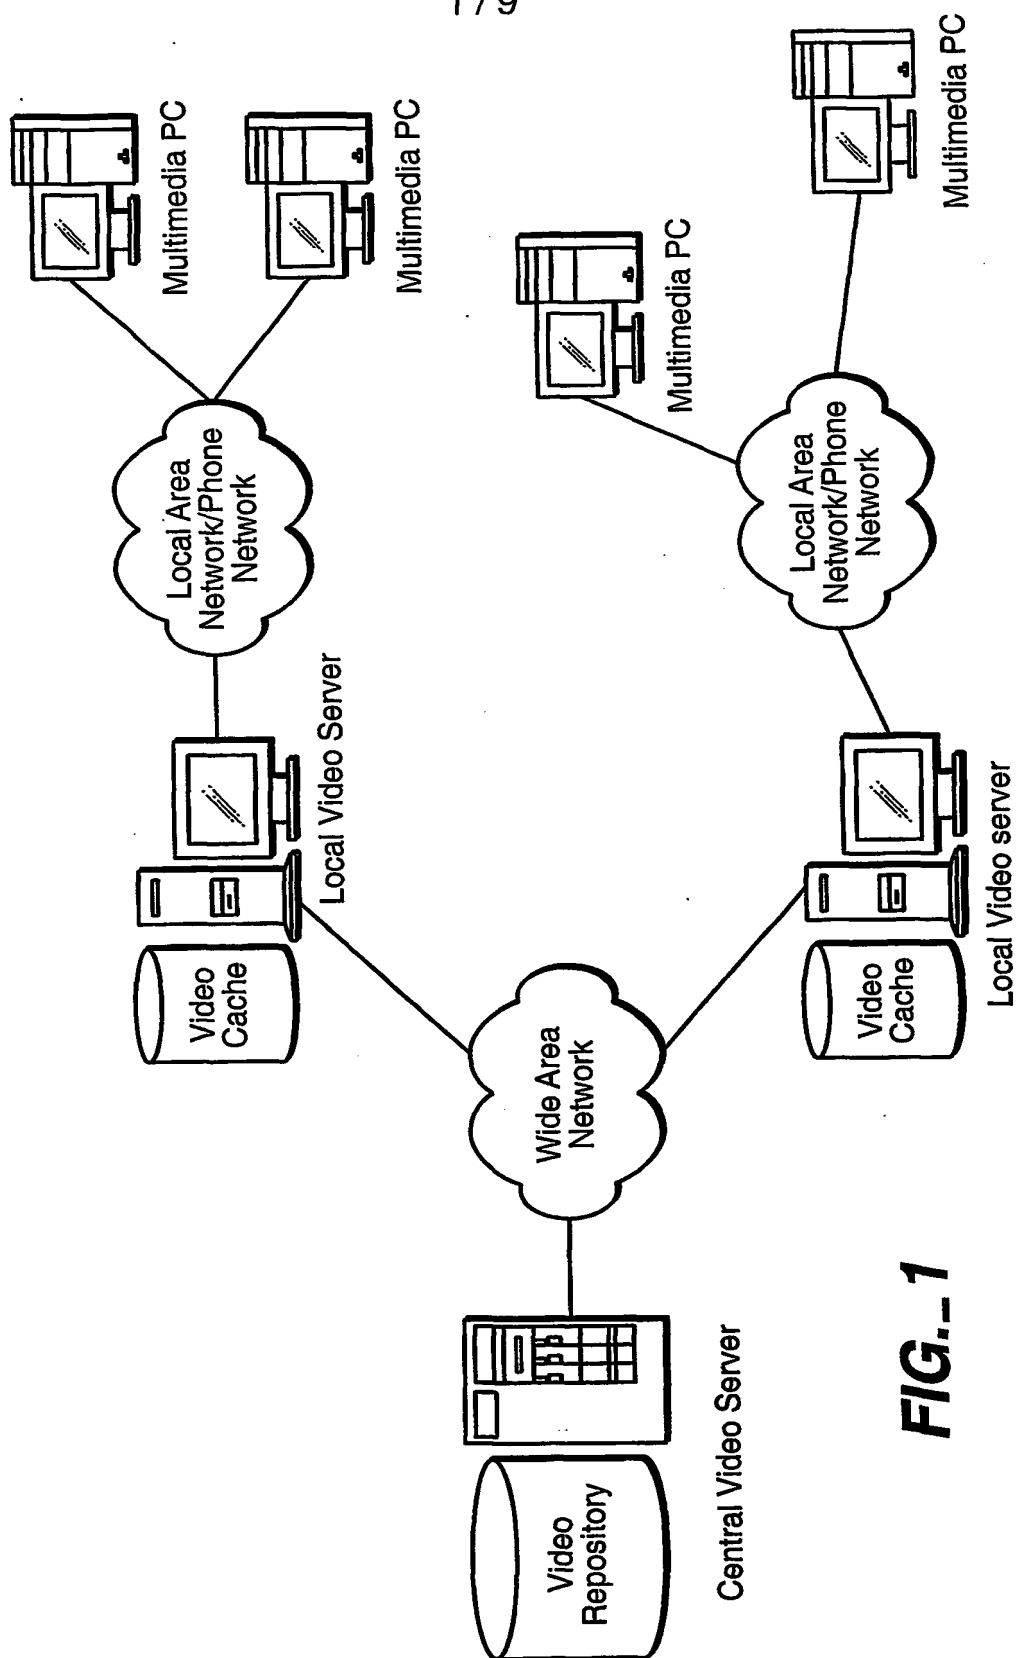 1/9
Multimedia PC
Multimedia PC
Local Area
Network/Phone
Network
Local Video Server
Video
Cache
Multimedia PC
Multimedia PC
Local Area
Network/Phone
Network
Local Video server
Video
Cache
Wide Area
Network
Central Video Server
Video
Repository
FIG._1